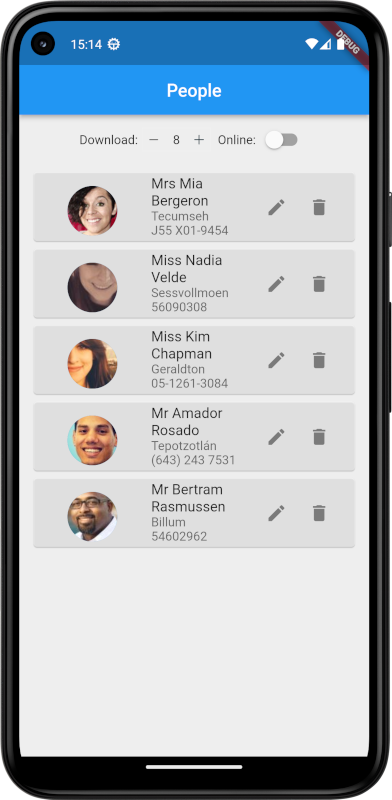 15:14
DEBUG
People
Download: − 8 + Online:
Mrs Mia
Bergeron
Tecumseh
J55 X01-9454
Miss Nadia
Velde
Sessvollmoen
56090308
Miss Kim
Chapman
Geraldton
05-1261-3084
Mr Amador
Rosado
Tepotzotlán
(643) 243 7531
Mr Bertram
Rasmussen
Billum
54602962